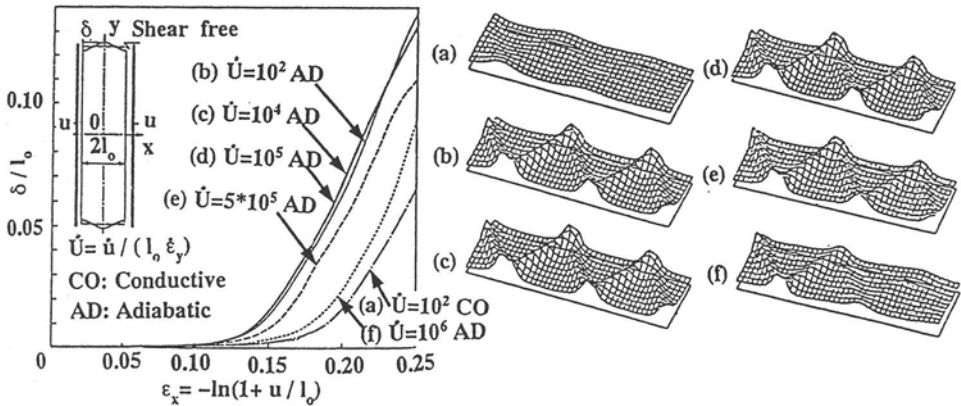 δ y Shear free
u 0 u
2l₀ x
U̇= u̇ / (l₀ ε̇ᵧ)
CO: Conductive
AD: Adiabatic
(b) U̇=10² AD
(c) U̇=10⁴ AD
(d) U̇=10⁵ AD
(e) U̇=5*10⁵ AD
(a) U̇=10² CO
(f) U̇=10⁶ AD
δ / l₀
0.10
0.05
0
0 0.05 0.10 0.15 0.20 0.25
εₓ= −ln(1+ u / l₀)
(a)
(b)
(c)
(d)
(e)
(f)